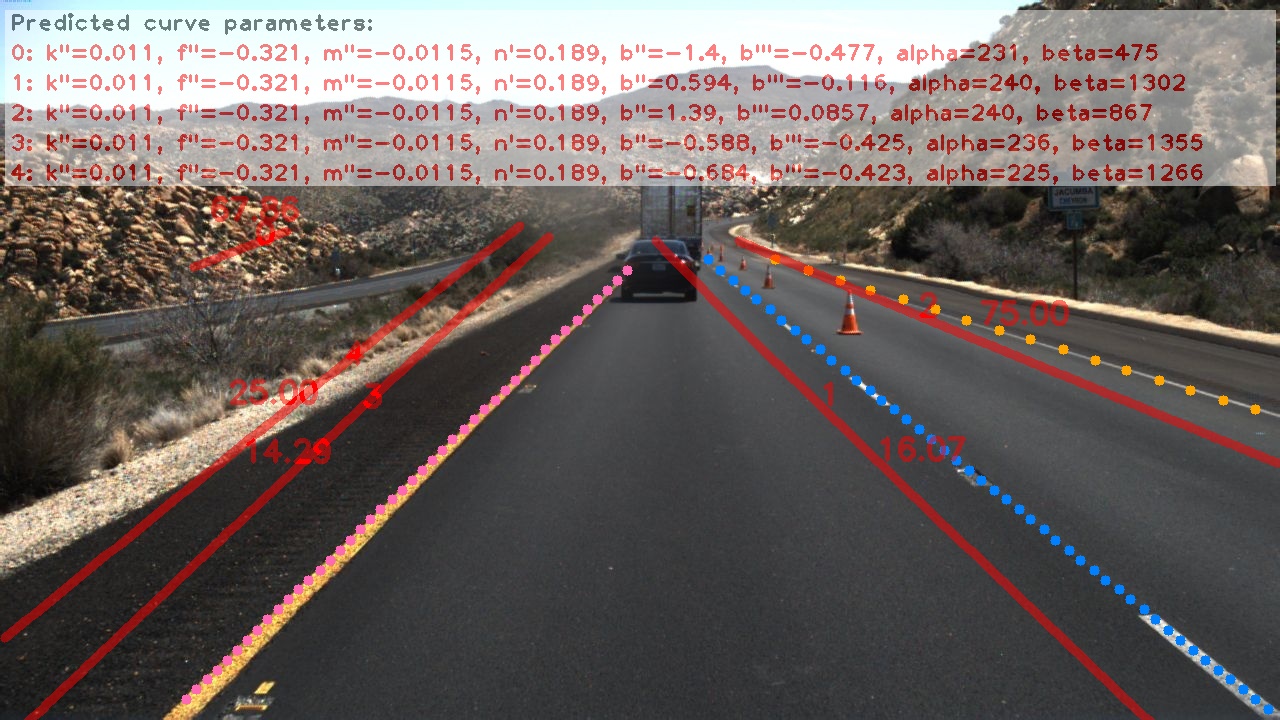 Predicted curve parameters:
0: k''=0.011, f''=-0.321, m''=-0.0115, n'=0.189, b''=-1.4, b'''=-0.477, alpha=231, beta=475
1: k''=0.011, f''=-0.321, m''=-0.0115, n'=0.189, b''=0.594, b'''=-0.116, alpha=240, beta=1302
2: k''=0.011, f''=-0.321, m''=-0.0115, n'=0.189, b''=1.39, b'''=0.0857, alpha=240, beta=867
3: k''=0.011, f''=-0.321, m''=-0.0115, n'=0.189, b''=-0.588, b'''=-0.425, alpha=236, beta=1355
4: k''=0.011, f''=-0.321, m''=-0.0115, n'=0.189, b''=-0.684, b'''=-0.423, alpha=225, beta=1266
JACUMBA
67.86
0
2 75.00
4
25.00
3
1
14.29
16.07